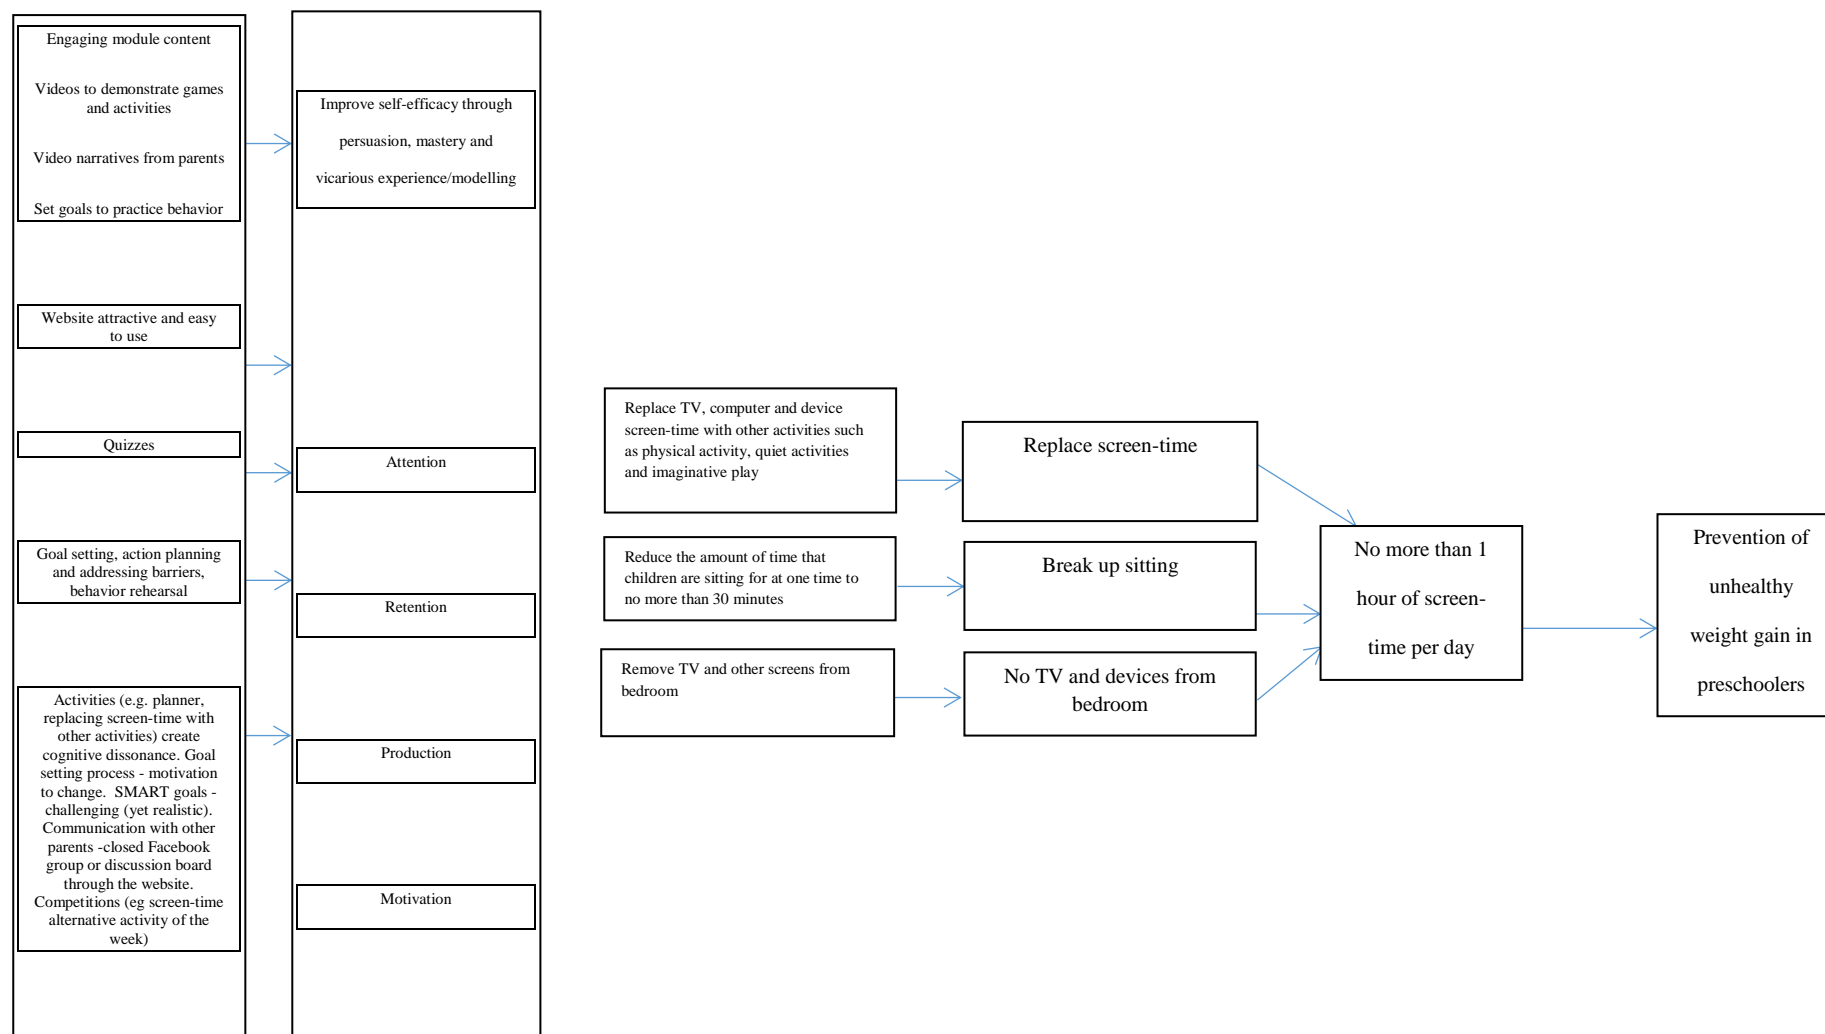 Engaging module content
Videos to demonstrate games
and activities
Video narratives from parents
Set goals to practice behavior
Website attractive and easy
to use
Quizzes
Goal setting, action planning
and addressing barriers,
behavior rehearsal
Activities (e.g. planner,
replacing screen-time with
other activities) create
cognitive dissonance. Goal
setting process - motivation
to change.  SMART goals -
challenging (yet realistic).
Communication with other
parents -closed Facebook
group or discussion board
through the website.
Competitions (eg screen-time
alternative activity of the
week)
Improve self-efficacy through
persuasion, mastery and
vicarious experience/modelling
Attention
Retention
Production
Motivation
Replace TV, computer and device
screen-time with other activities such
as physical activity, quiet activities
and imaginative play
Reduce the amount of time that
children are sitting for at one time to
no more than 30 minutes
Remove TV and other screens from
bedroom
Replace screen-time
Break up sitting
No TV and devices from
bedroom
No more than 1
hour of screen-
time per day
Prevention of
unhealthy
weight gain in
preschoolers